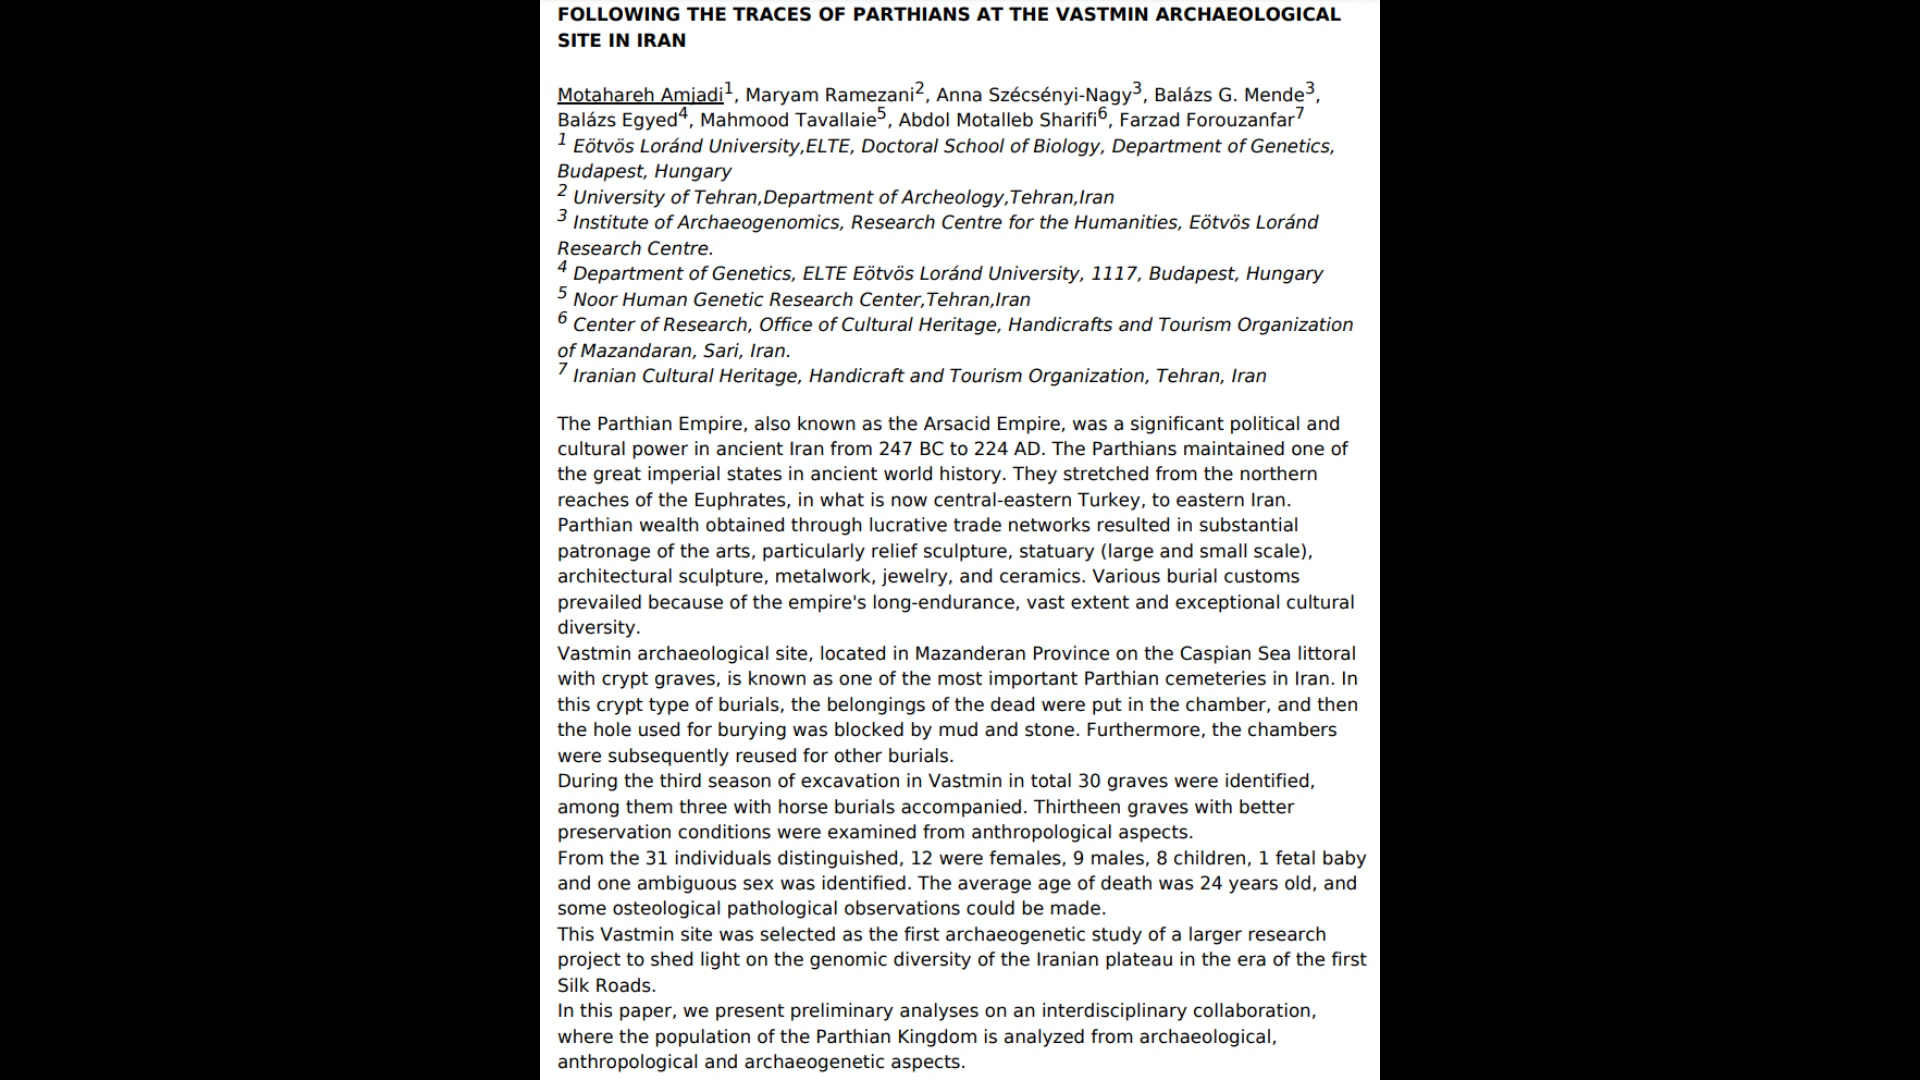 FOLLOWING THE TRACES OF PARTHIANS AT THE VASTMIN ARCHAEOLOGICAL
SITE IN IRAN
Motahareh Amjadi1, Maryam Ramezani2, Anna Szécsényi-Nagy3, Balázs G. Mende3,
Balázs Egyed4, Mahmood Tavallaie5, Abdol Motalleb Sharifi6, Farzad Forouzanfar7
1 Eötvös Loránd University,ELTE, Doctoral School of Biology, Department of Genetics,
Budapest, Hungary
2 University of Tehran,Department of Archeology,Tehran,Iran
3 Institute of Archaeogenomics, Research Centre for the Humanities, Eötvös Loránd
Research Centre.
4 Department of Genetics, ELTE Eötvös Loránd University, 1117, Budapest, Hungary
5 Noor Human Genetic Research Center,Tehran,Iran
6 Center of Research, Office of Cultural Heritage, Handicrafts and Tourism Organization
of Mazandaran, Sari, Iran.
7 Iranian Cultural Heritage, Handicraft and Tourism Organization, Tehran, Iran
The Parthian Empire, also known as the Arsacid Empire, was a significant political and
cultural power in ancient Iran from 247 BC to 224 AD. The Parthians maintained one of
the great imperial states in ancient world history. They stretched from the northern
reaches of the Euphrates, in what is now central-eastern Turkey, to eastern Iran.
Parthian wealth obtained through lucrative trade networks resulted in substantial
patronage of the arts, particularly relief sculpture, statuary (large and small scale),
architectural sculpture, metalwork, jewelry, and ceramics. Various burial customs
prevailed because of the empire's long-endurance, vast extent and exceptional cultural
diversity.
Vastmin archaeological site, located in Mazanderan Province on the Caspian Sea littoral
with crypt graves, is known as one of the most important Parthian cemeteries in Iran. In
this crypt type of burials, the belongings of the dead were put in the chamber, and then
the hole used for burying was blocked by mud and stone. Furthermore, the chambers
were subsequently reused for other burials.
During the third season of excavation in Vastmin in total 30 graves were identified,
among them three with horse burials accompanied. Thirtheen graves with better
preservation conditions were examined from anthropological aspects.
From the 31 individuals distinguished, 12 were females, 9 males, 8 children, 1 fetal baby
and one ambiguous sex was identified. The average age of death was 24 years old, and
some osteological pathological observations could be made.
This Vastmin site was selected as the first archaeogenetic study of a larger research
project to shed light on the genomic diversity of the Iranian plateau in the era of the first
Silk Roads.
In this paper, we present preliminary analyses on an interdisciplinary collaboration,
where the population of the Parthian Kingdom is analyzed from archaeological,
anthropological and archaeogenetic aspects.